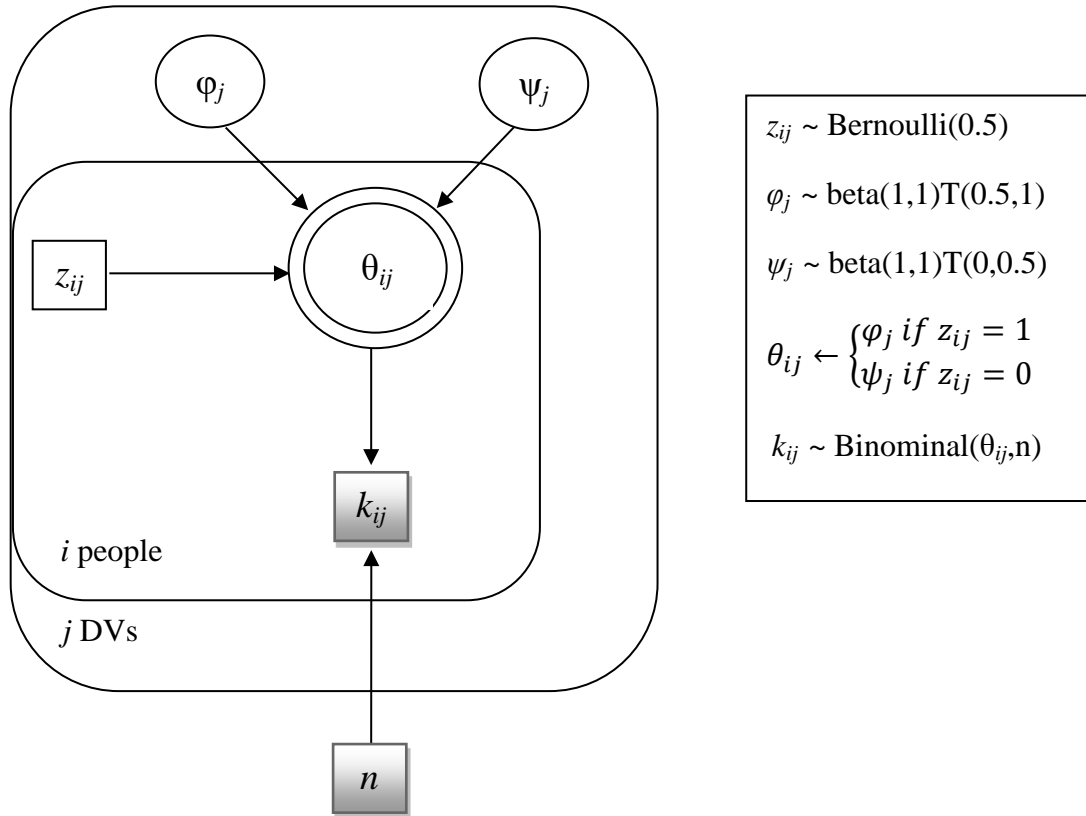 φj
ψj
zij
θij
kij
i people
j DVs
n
zij ~ Bernoulli(0.5)
φj ~ beta(1,1)T(0.5,1)
ψj ~ beta(1,1)T(0,0.5)
θij ← {φj if zij = 1
ψj if zij = 0
kij ~ Binominal(θij,n)